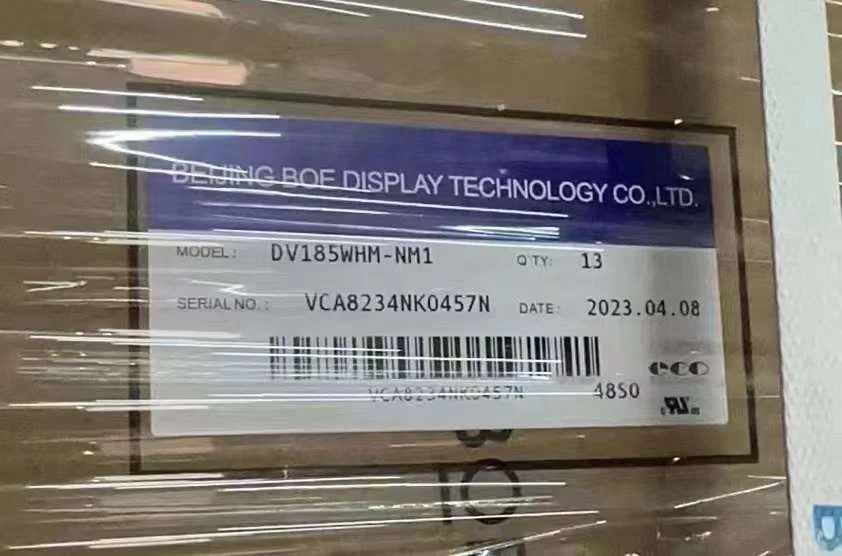 BEIJING BOE DISPLAY TECHNOLOGY CO.,LTD.
MODEL: DV185WHM-NM1 Q'TY: 13
SERIAL NO.: VCA8234NK0457N DATE: 2023.04.08
VCA8234NK0457N 48S0
eco